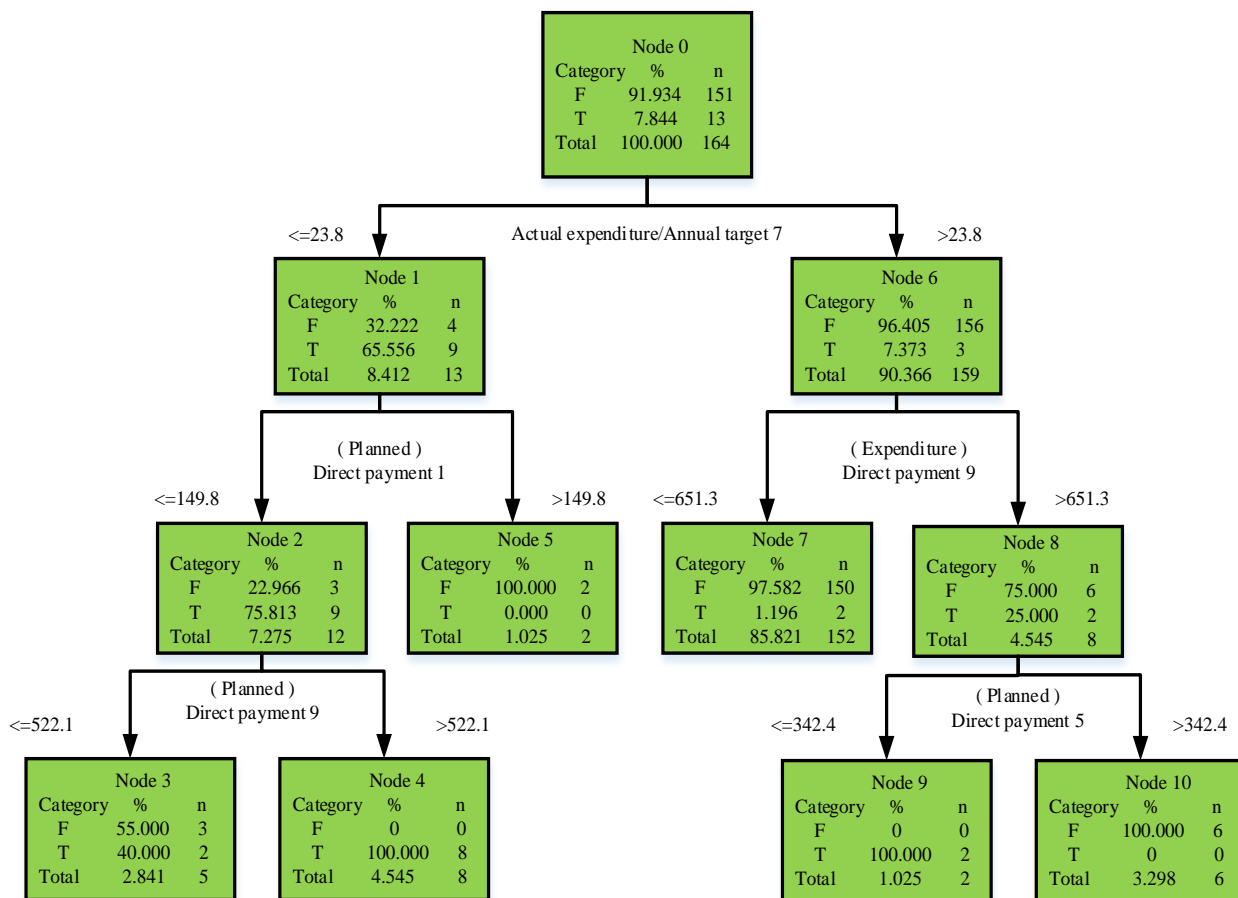 Node 0
Category % n
F 91.934 151
T 7.844 13
Total 100.000 164
<=23.8
Actual expenditure/Annual target 7
>23.8
Node 1
Category % n
F 32.222 4
T 65.556 9
Total 8.412 13
Node 6
Category % n
F 96.405 156
T 7.373 3
Total 90.366 159
( Planned )
Direct payment 1
<=149.8
>149.8
( Expenditure )
Direct payment 9
<=651.3
>651.3
Node 2
Category % n
F 22.966 3
T 75.813 9
Total 7.275 12
Node 5
Category % n
F 100.000 2
T 0.000 0
Total 1.025 2
Node 7
Category % n
F 97.582 150
T 1.196 2
Total 85.821 152
Node 8
Category % n
F 75.000 6
T 25.000 2
Total 4.545 8
( Planned )
Direct payment 9
<=522.1
>522.1
( Planned )
Direct payment 5
<=342.4
>342.4
Node 3
Category % n
F 55.000 3
T 40.000 2
Total 2.841 5
Node 4
Category % n
F 0 0
T 100.000 8
Total 4.545 8
Node 9
Category % n
F 0 0
T 100.000 2
Total 1.025 2
Node 10
Category % n
F 100.000 6
T 0 0
Total 3.298 6